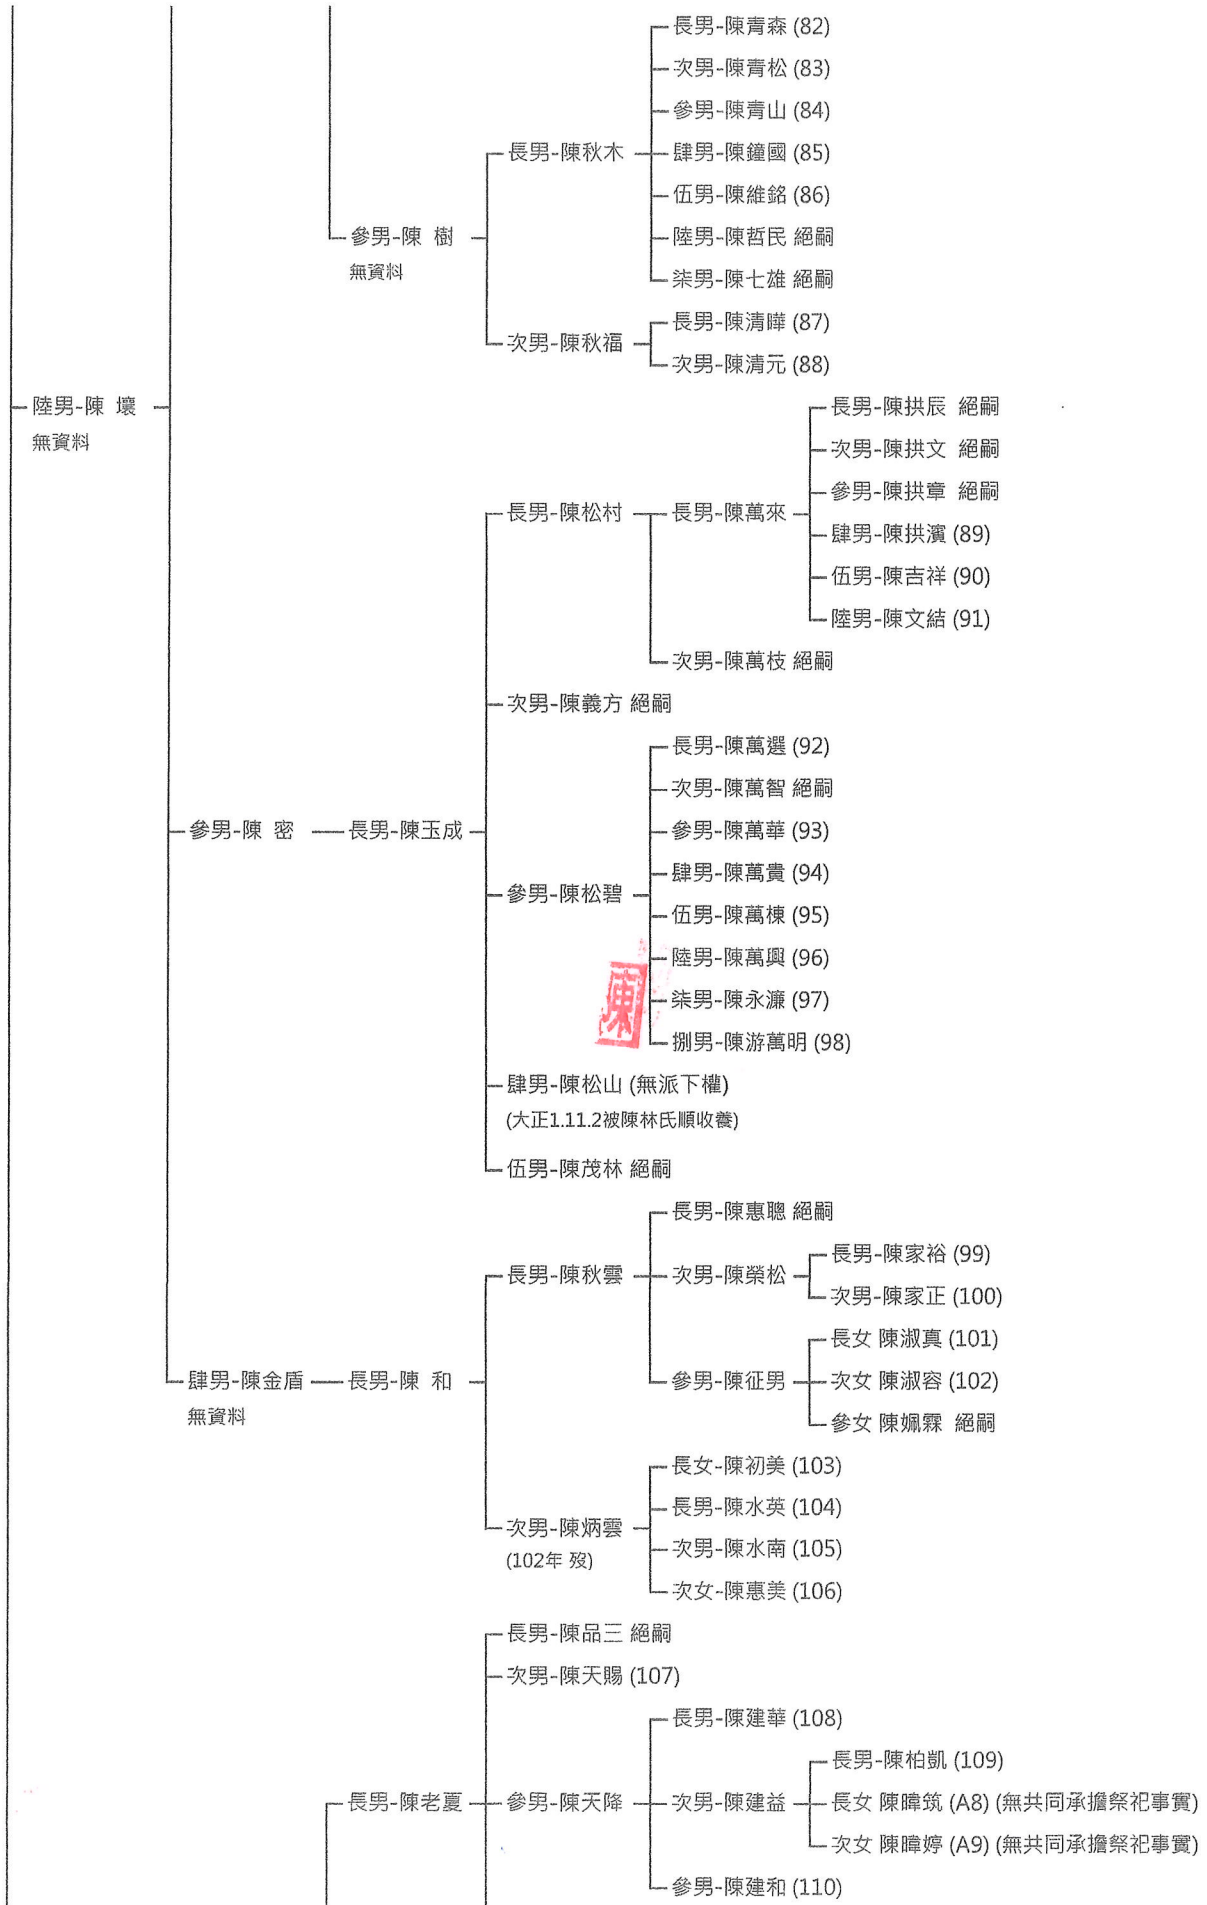 長男-陳青森 (82)
次男-陳青松 (83)
參男-陳青山 (84)
長男-陳秋木
肆男-陳鐘國 (85)
伍男-陳維銘 (86)
參男-陳 樹
陸男-陳哲民 絕嗣
無資料
柒男-陳七雄 絕嗣
長男-陳清曄 (87)
次男-陳秋福
次男-陳清元 (88)
陸男-陳 壞
長男-陳拱辰 絕嗣
無資料
次男-陳拱文 絕嗣
參男-陳拱章 絕嗣
長男-陳松村
長男-陳萬來
肆男-陳拱濱 (89)
伍男-陳吉祥 (90)
陸男-陳文結 (91)
次男-陳萬枝 絕嗣
次男-陳義方 絕嗣
長男-陳萬選 (92)
次男-陳萬智 絕嗣
參男-陳 密
長男-陳玉成
參男-陳萬華 (93)
肆男-陳萬貴 (94)
參男-陳松碧
伍男-陳萬棟 (95)
陸男-陳萬興 (96)
柒男-陳永濂 (97)
捌男-陳游萬明 (98)
肆男-陳松山 (無派下權)
(大正1.11.2被陳林氏順收養)
伍男-陳茂林 絕嗣
長男-陳惠聰 絕嗣
長男-陳家裕 (99)
長男-陳秋雲
次男-陳榮松
次男-陳家正 (100)
長女 陳淑真 (101)
肆男-陳金盾
長男-陳 和
參男-陳征男
次女 陳淑容 (102)
無資料
參女 陳姵霖 絕嗣
長女-陳初美 (103)
長男-陳水英 (104)
次男-陳炳雲
(102年 歿)
次男-陳水南 (105)
次女-陳惠美 (106)
長男-陳品三 絕嗣
次男-陳天賜 (107)
長男-陳建華 (108)
長男-陳柏凱 (109)
長男-陳老夏
參男-陳天降
次男-陳建益
長女 陳暐筑 (A8) (無共同承擔祭祀事實)
次女 陳暐婷 (A9) (無共同承擔祭祀事實)
參男-陳建和 (110)